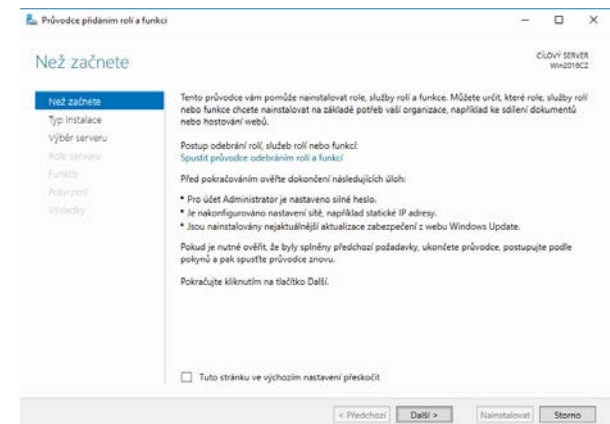 Průvodce přidáním rolí a funkcí
Než začnete
CÍLOVÝ SERVER
Win2016CZ
Než začnete
Typ instalace
Výběr serveru
Role serveru
Funkce
Potvrzení
Výsledky
Tento průvodce vám pomůže nainstalovat role, služby rolí a funkce. Můžete určit, které role, služby rolí
nebo funkce chcete nainstalovat na základě potřeb vaší organizace, například ke sdílení dokumentů
nebo hostování webů.
Postup odebrání rolí, služeb rolí nebo funkcí:
Spustit průvodce odebráním rolí a funkcí
Před pokračováním ověřte dokončení následujících úloh:
• Pro účet Administrator je nastaveno silné heslo.
• Je nakonfigurováno nastavení sítě, například statické IP adresy.
• Jsou nainstalovány nejaktuálnější aktualizace zabezpečení z webu Windows Update.
Pokud je nutné ověřit, že byly splněny předchozí požadavky, ukončete průvodce, postupujte podle
pokynů a pak spusťte průvodce znovu.
Pokračujte kliknutím na tlačítko Další.
Tuto stránku ve výchozím nastavení přeskočit
< Předchozí
Další >
Nainstalovat
Storno